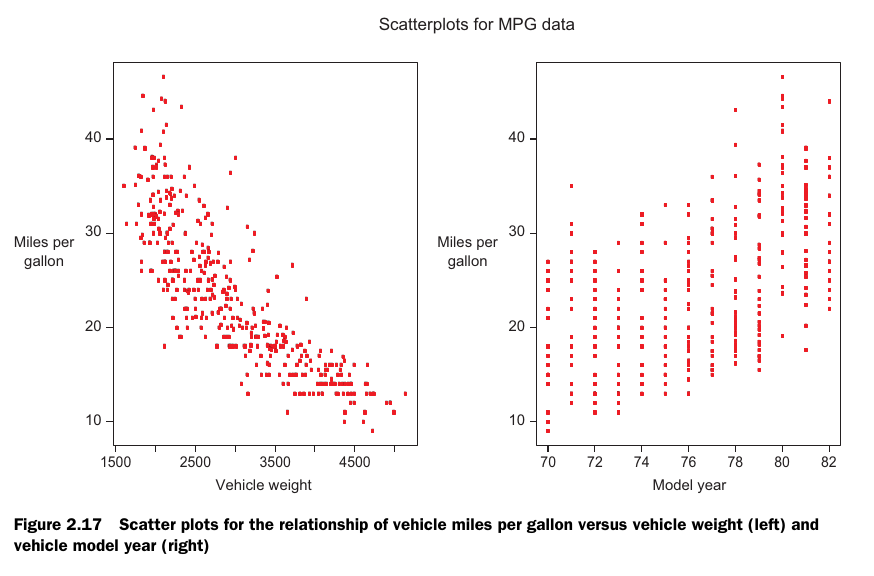 Scatterplots for MPG data
40
30
20
10
Miles per
gallon
1500
2500
3500
4500
Vehicle weight
40
30
20
10
Miles per
gallon
70
72
74
76
78
80
82
Model year
Figure 2.17 Scatter plots for the relationship of vehicle miles per gallon versus vehicle weight (left) and
vehicle model year (right)